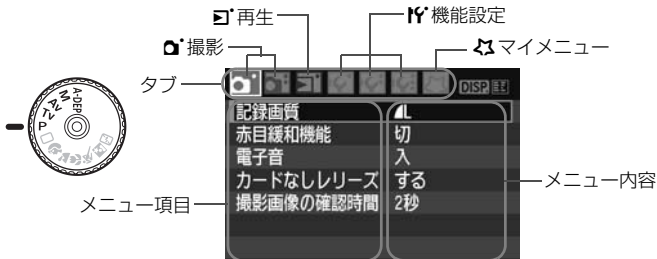 再生
機能設定
撮影
マイメニュー
タブ
DISP.
A-DEP
M
Av
Tv
P
記録画質 L
赤目緩和機能 切
電子音 入
カードなしレリーズ する
撮影画像の確認時間 2秒
メニュー項目
メニュー内容